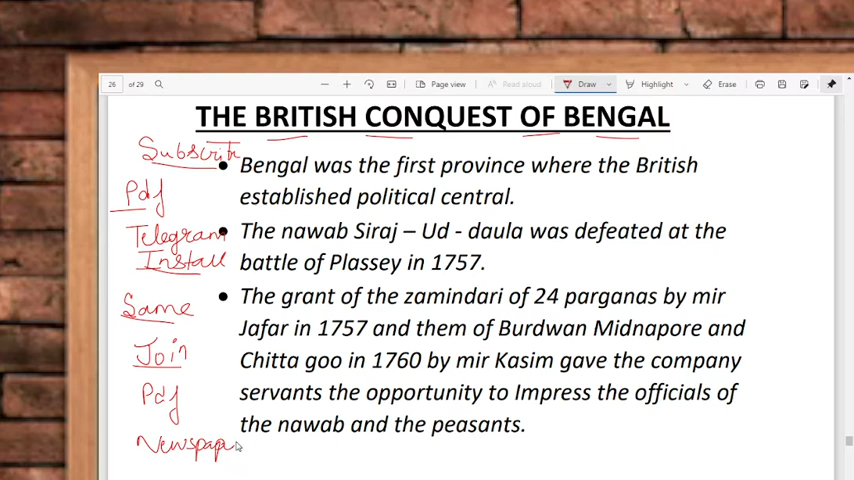 26 of 29
Page view
Read aloud
Draw
Highlight
Erase
THE BRITISH CONQUEST OF BENGAL
Subscrib
• Bengal was the first province where the British
established political central.
Pdf
• The nawab Siraj – Ud - daula was defeated at the
battle of Plassey in 1757.
Telegram
Install
• The grant of the zamindari of 24 parganas by mir
Jafar in 1757 and them of Burdwan Midnapore and
Chitta goo in 1760 by mir Kasim gave the company
servants the opportunity to Impress the officials of
the nawab and the peasants.
Same
Join
Pdf
Newspape